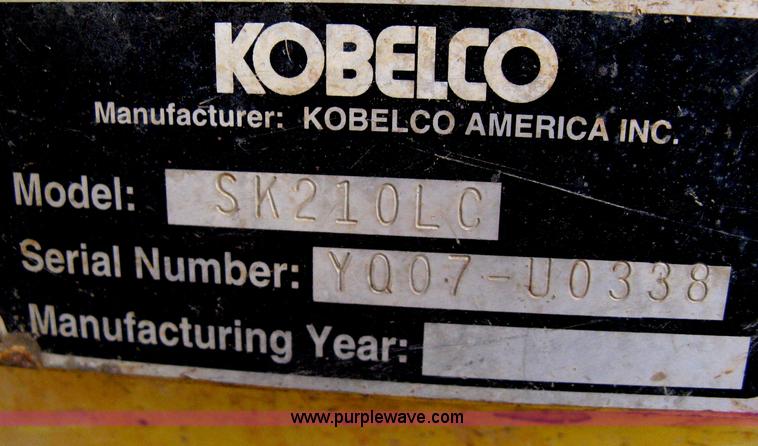 KOBELCO
Manufacturer: KOBELCO AMERICA INC.
Model: SK210LC
Serial Number: YQ07-U0338
Manufacturing Year:
www.purplewave.com